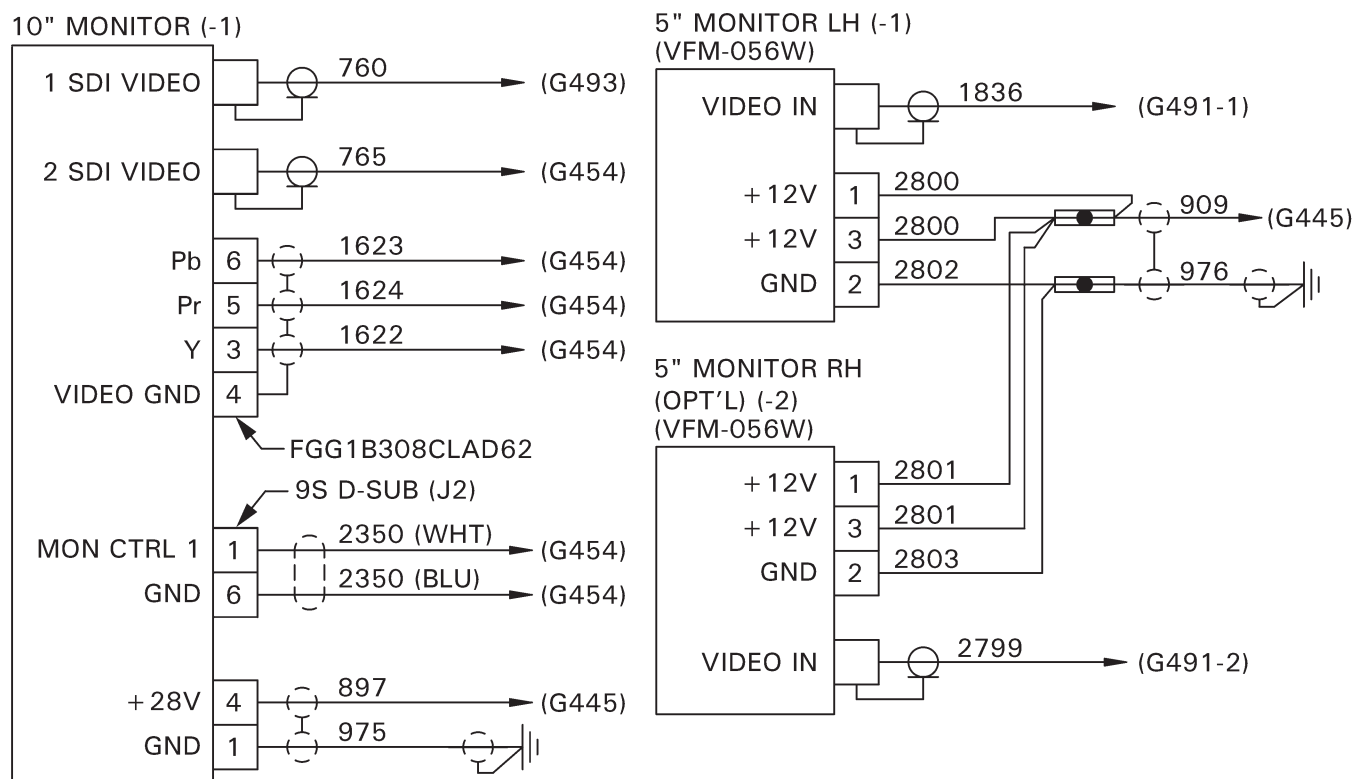 10" MONITOR (-1)
1 SDI VIDEO 760 (G493)
2 SDI VIDEO 765 (G454)
Pb 6 1623 (G454)
Pr 5 1624 (G454)
Y 3 1622 (G454)
VIDEO GND 4
FGG1B308CLAD62
9S D-SUB (J2)
MON CTRL 1 1 2350 (WHT) (G454)
GND 6 2350 (BLU) (G454)
+28V 4 897 (G445)
GND 1 975
5" MONITOR LH (-1)
(VFM-056W)
VIDEO IN 1836 (G491-1)
+12V 1 2800
909 (G445)
+12V 3 2800
GND 2 2802 976
5" MONITOR RH
(OPT'L) (-2)
(VFM-056W)
+12V 1 2801
+12V 3 2801
GND 2 2803
VIDEO IN 2799 (G491-2)